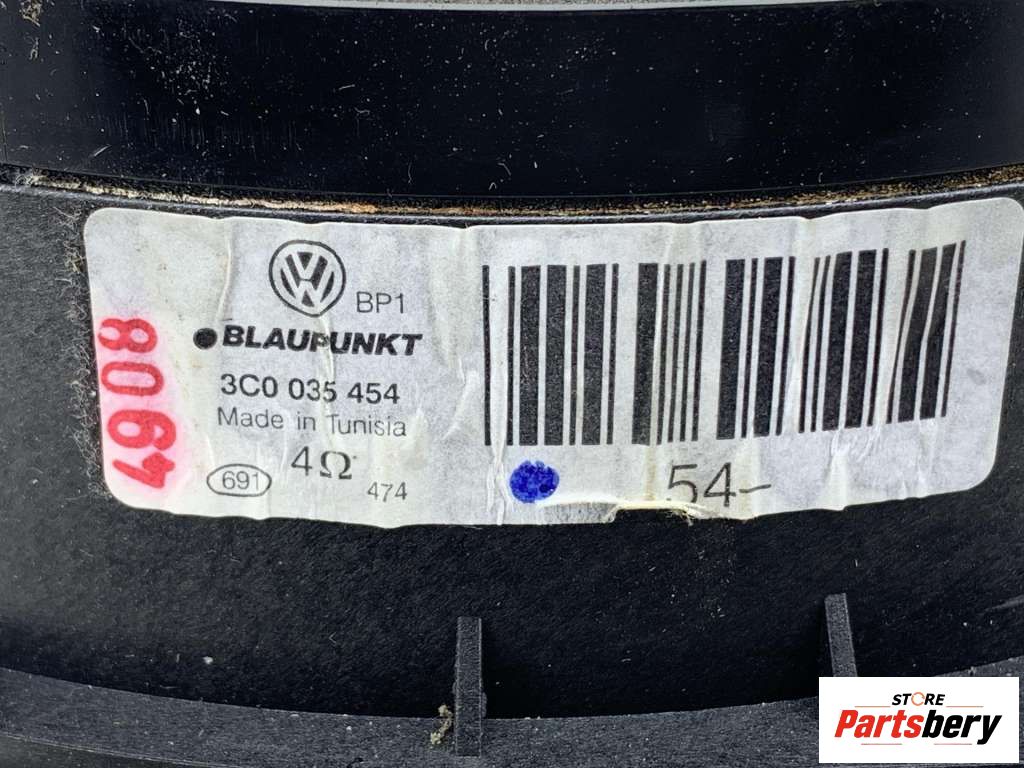 BP1
BLAUPUNKT
3C0 035 454
Made in Tunisia
4Ω
691
474
54-
4908
STORE
Partsbery